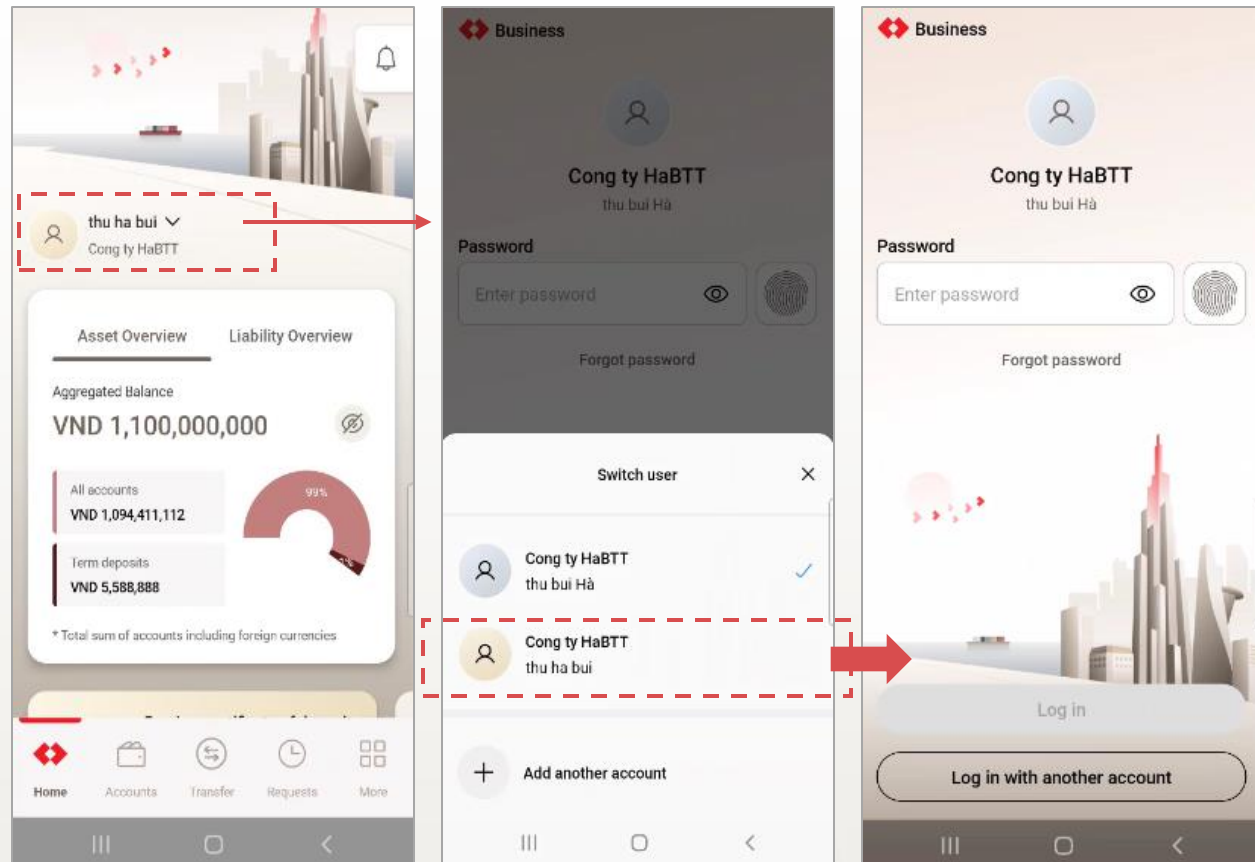 thu ha bui
Cong ty HaBTT
Asset Overview
Liability Overview
Aggregated Balance
VND 1,100,000,000
All accounts
VND 1,094,411,112
99%
Term deposits
VND 5,588,888
* Total sum of accounts including foreign currencies
Home
Accounts
Transfer
Requests
More
Business
Cong ty HaBTT
thu bui Hà
Password
Enter password
Forgot password
Switch user
Cong ty HaBTT
thu bui Hà
Cong ty HaBTT
thu ha bui
Add another account
Business
Cong ty HaBTT
thu bui Hà
Password
Enter password
Forgot password
Log in
Log in with another account